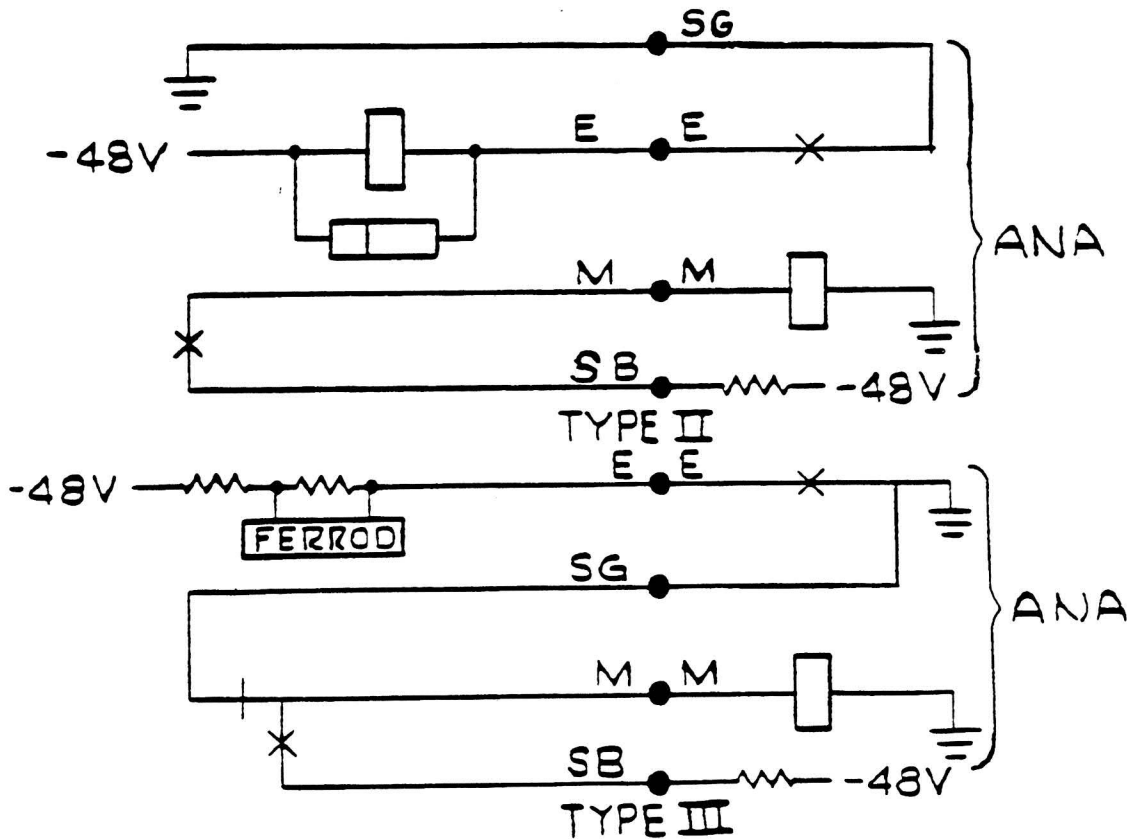 SG
-48V E E
ANA
M M
SB -48V
TYPE II
-48V E E
FERROD
SG
ANA
M M
SB -48V
TYPE III